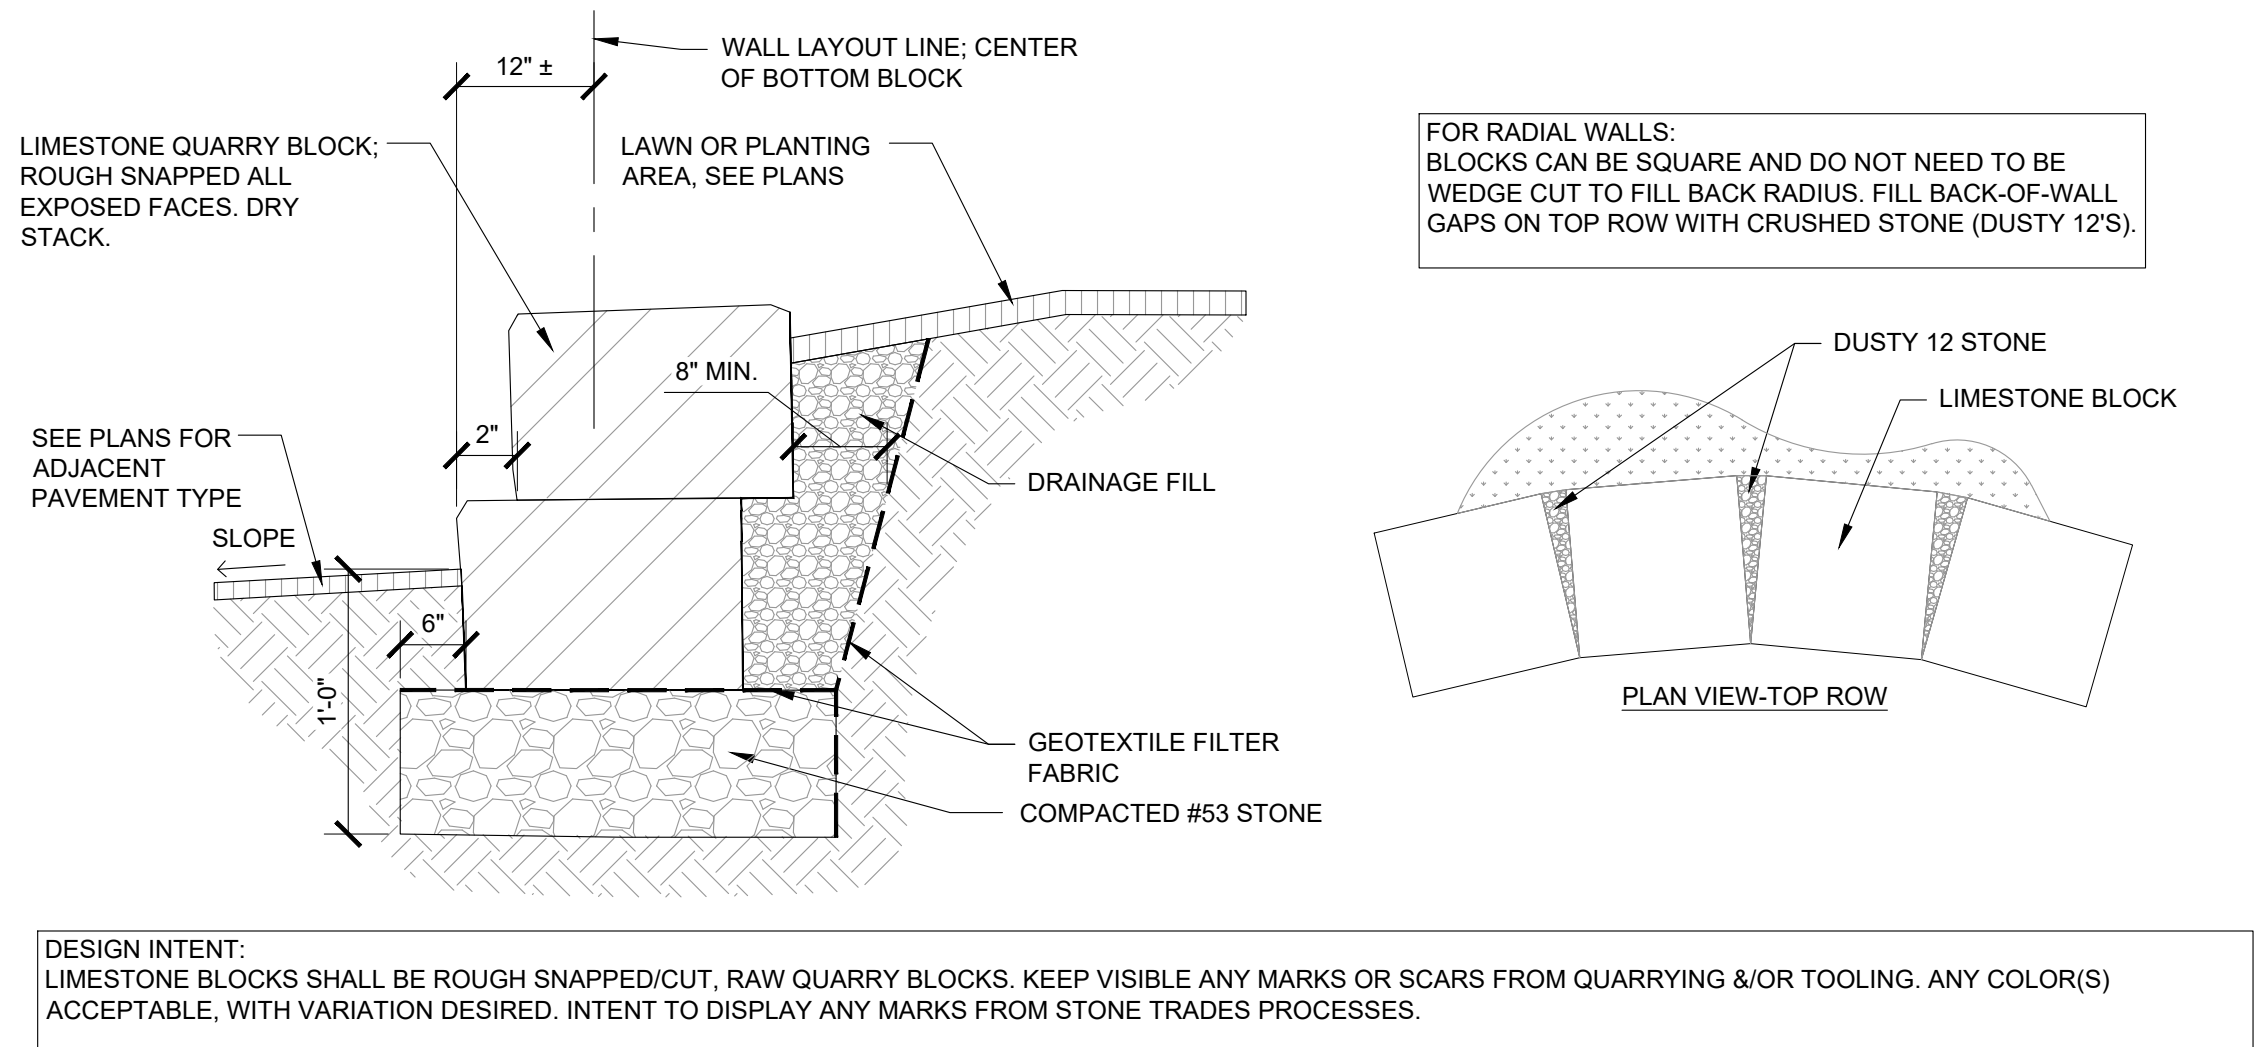 12" ±
WALL LAYOUT LINE; CENTER
OF BOTTOM BLOCK
LIMESTONE QUARRY BLOCK;
ROUGH SNAPPED ALL
EXPOSED FACES. DRY
STACK.
LAWN OR PLANTING
AREA, SEE PLANS
8" MIN.
2"
SEE PLANS FOR
ADJACENT
PAVEMENT TYPE
SLOPE
DRAINAGE FILL
6"
1'-0"
GEOTEXTILE FILTER
FABRIC
COMPACTED #53 STONE
FOR RADIAL WALLS:
BLOCKS CAN BE SQUARE AND DO NOT NEED TO BE
WEDGE CUT TO FILL BACK RADIUS. FILL BACK-OF-WALL
GAPS ON TOP ROW WITH CRUSHED STONE (DUSTY 12'S).
DUSTY 12 STONE
LIMESTONE BLOCK
PLAN VIEW-TOP ROW
DESIGN INTENT:
LIMESTONE BLOCKS SHALL BE ROUGH SNAPPED/CUT, RAW QUARRY BLOCKS. KEEP VISIBLE ANY MARKS OR SCARS FROM QUARRYING &/OR TOOLING. ANY COLOR(S)
ACCEPTABLE, WITH VARIATION DESIRED. INTENT TO DISPLAY ANY MARKS FROM STONE TRADES PROCESSES.